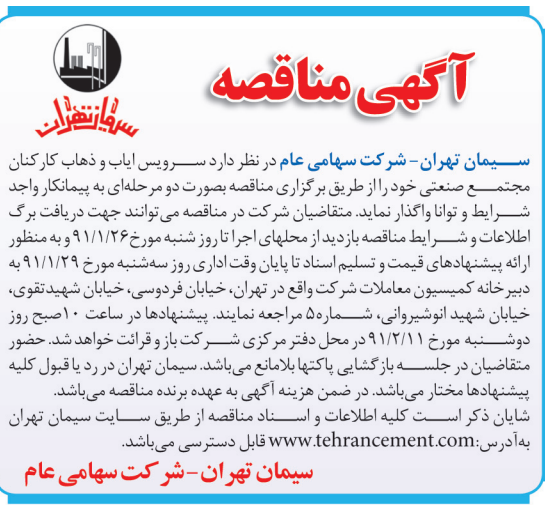 آگهی مناقصه
سیمان تهران
سیمان تهران - شرکت سهامی عام در نظر دارد سرویس ایاب و ذهاب کارکنان
مجتمع صنعتی خود را از طریق برگزاری مناقصه بصورت دو مرحله‌ای به پیمانکار واجد
شرایط و توانا واگذار نماید. متقاضیان شرکت در مناقصه می‌توانند جهت دریافت برگ
اطلاعات و شرایط مناقصه بازدید از محلهای اجرا تا روز شنبه مورخ ۹۱/۱/۲۶ و به منظور
ارائه پیشنهادهای قیمت و تسلیم اسناد تا پایان وقت اداری روز سه‌شنبه مورخ ۹۱/۱/۲۹ به
دبیرخانه کمیسیون معاملات شرکت واقع در تهران، خیابان فردوسی، خیابان شهید تقوی،
خیابان شهید انوشیروانی، شماره۵ مراجعه نمایند. پیشنهادها در ساعت ۱۰صبح روز
دوشنبه مورخ ۹۱/۲/۱۱ در محل دفتر مرکزی شرکت باز و قرائت خواهد شد. حضور
متقاضیان در جلسه بازگشایی پاکتها بلامانع می‌باشد. سیمان تهران در رد یا قبول کلیه
پیشنهادها مختار می‌باشد. در ضمن هزینه آگهی به عهده برنده مناقصه می‌باشد.
شایان ذکر است کلیه اطلاعات و اسناد مناقصه از طریق سایت سیمان تهران
به‌آدرس:www.tehrancement.com قابل دسترسی می‌باشد.
سیمان تهران - شرکت سهامی عام